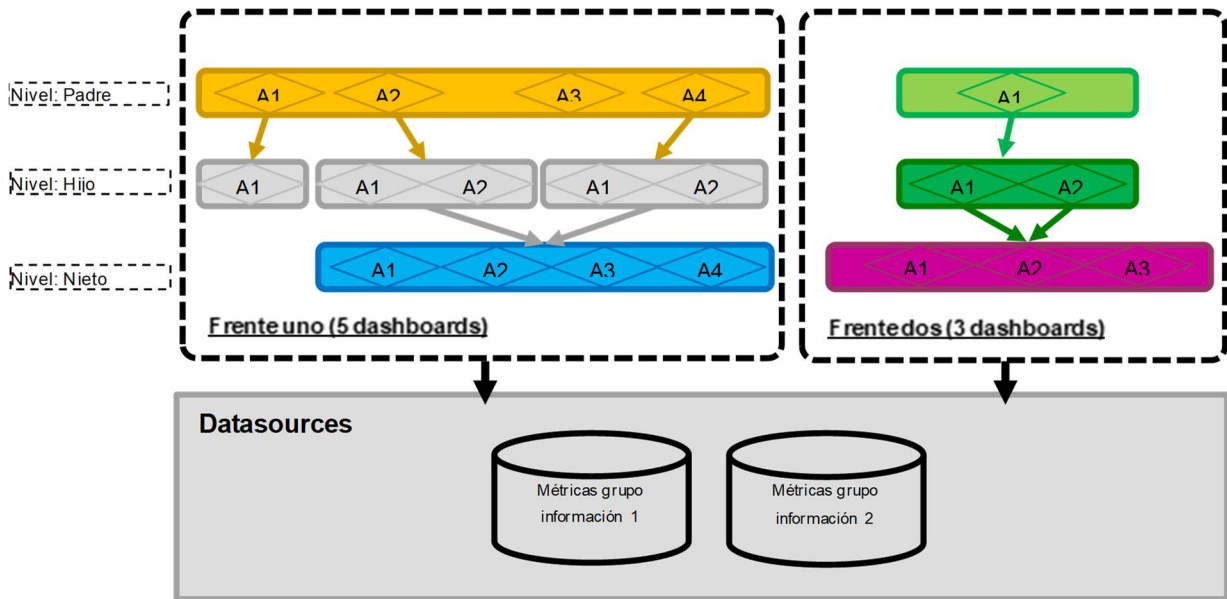 Nivel: Padre
A1 A2 A3 A4
A1
Nivel: Hijo
A1 A1 A2 A1 A2
A1 A2
Nivel: Nieto
A1 A2 A3 A4
A1 A2 A3
Frente uno (5 dashboards)
Frente dos (3 dashboards)
Datasources
Métricas grupo
información 1
Métricas grupo
información 2